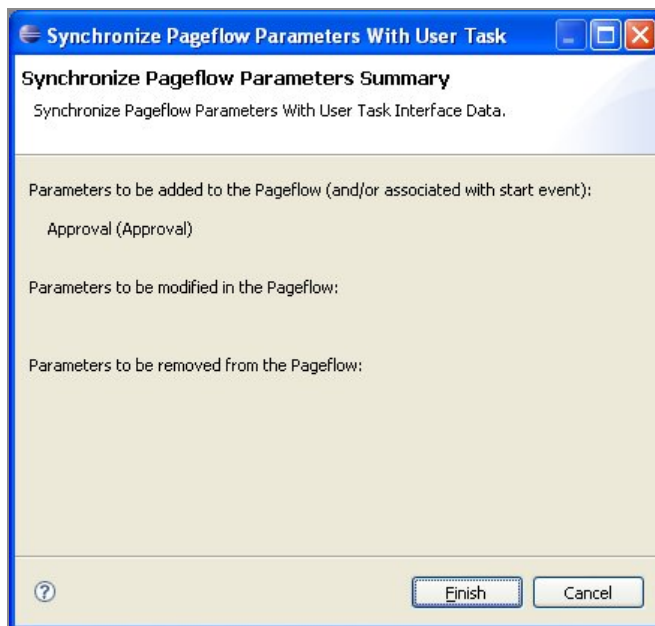 Synchronize Pageflow Parameters With User Task
Synchronize Pageflow Parameters Summary
Synchronize Pageflow Parameters With User Task Interface Data.
Parameters to be added to the Pageflow (and/or associated with start event):
Approval (Approval)
Parameters to be modified in the Pageflow:
Parameters to be removed from the Pageflow:
?
Finish
Cancel